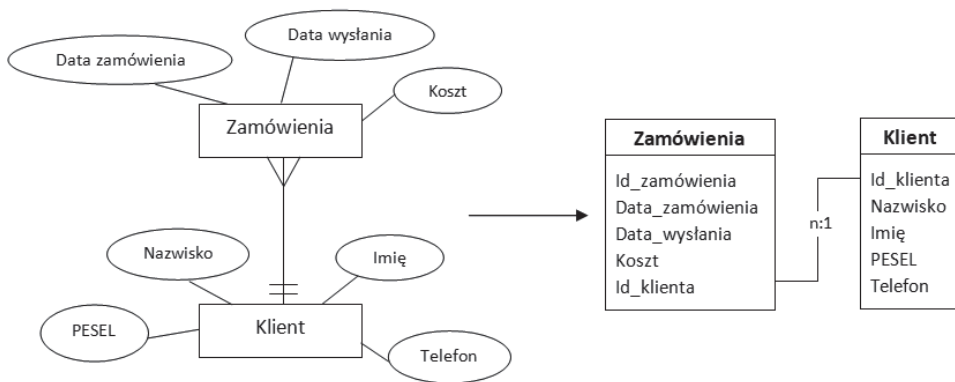 Data zamówienia
Data wysłania
Koszt
Zamówienia
Nazwisko
Imię
PESEL
Klient
Telefon
Zamówienia
Id_zamówienia
Data_zamówienia
Data_wysłania
Koszt
Id_klienta
n:1
Klient
Id_klienta
Nazwisko
Imię
PESEL
Telefon